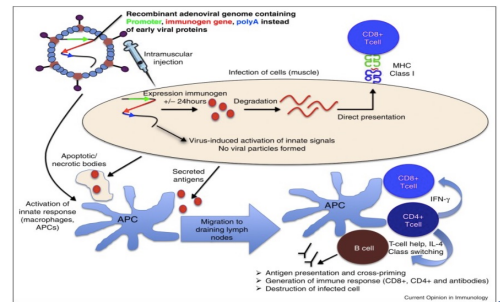 Recombinant adenoviral genome containing
Promoter, immunogen gene, polyA instead
of early viral proteins
Intramuscular
injection
CD8+
Tcell
MHC
Class I
Infection of cells (muscle)
Expression immunogen
+/− 24hours
Degradation
Direct presentation
Virus-induced activation of innate signals
No viral particles formed
Apoptotic/
necrotic bodies
Secreted
antigens
Activation of
innate response
(macrophages,
APCs)
APC
Migration to
draining lymph
nodes
APC
CD8+
Tcell
IFN-γ
CD4+
Tcell
B cell
T-cell help, IL-4
Class switching
➢ Antigen presentation and cross-priming
➢ Generation of immune response (CD8+, CD4+ and antibodies)
➢ Destruction of infected cell
Current Opinion in Immunology